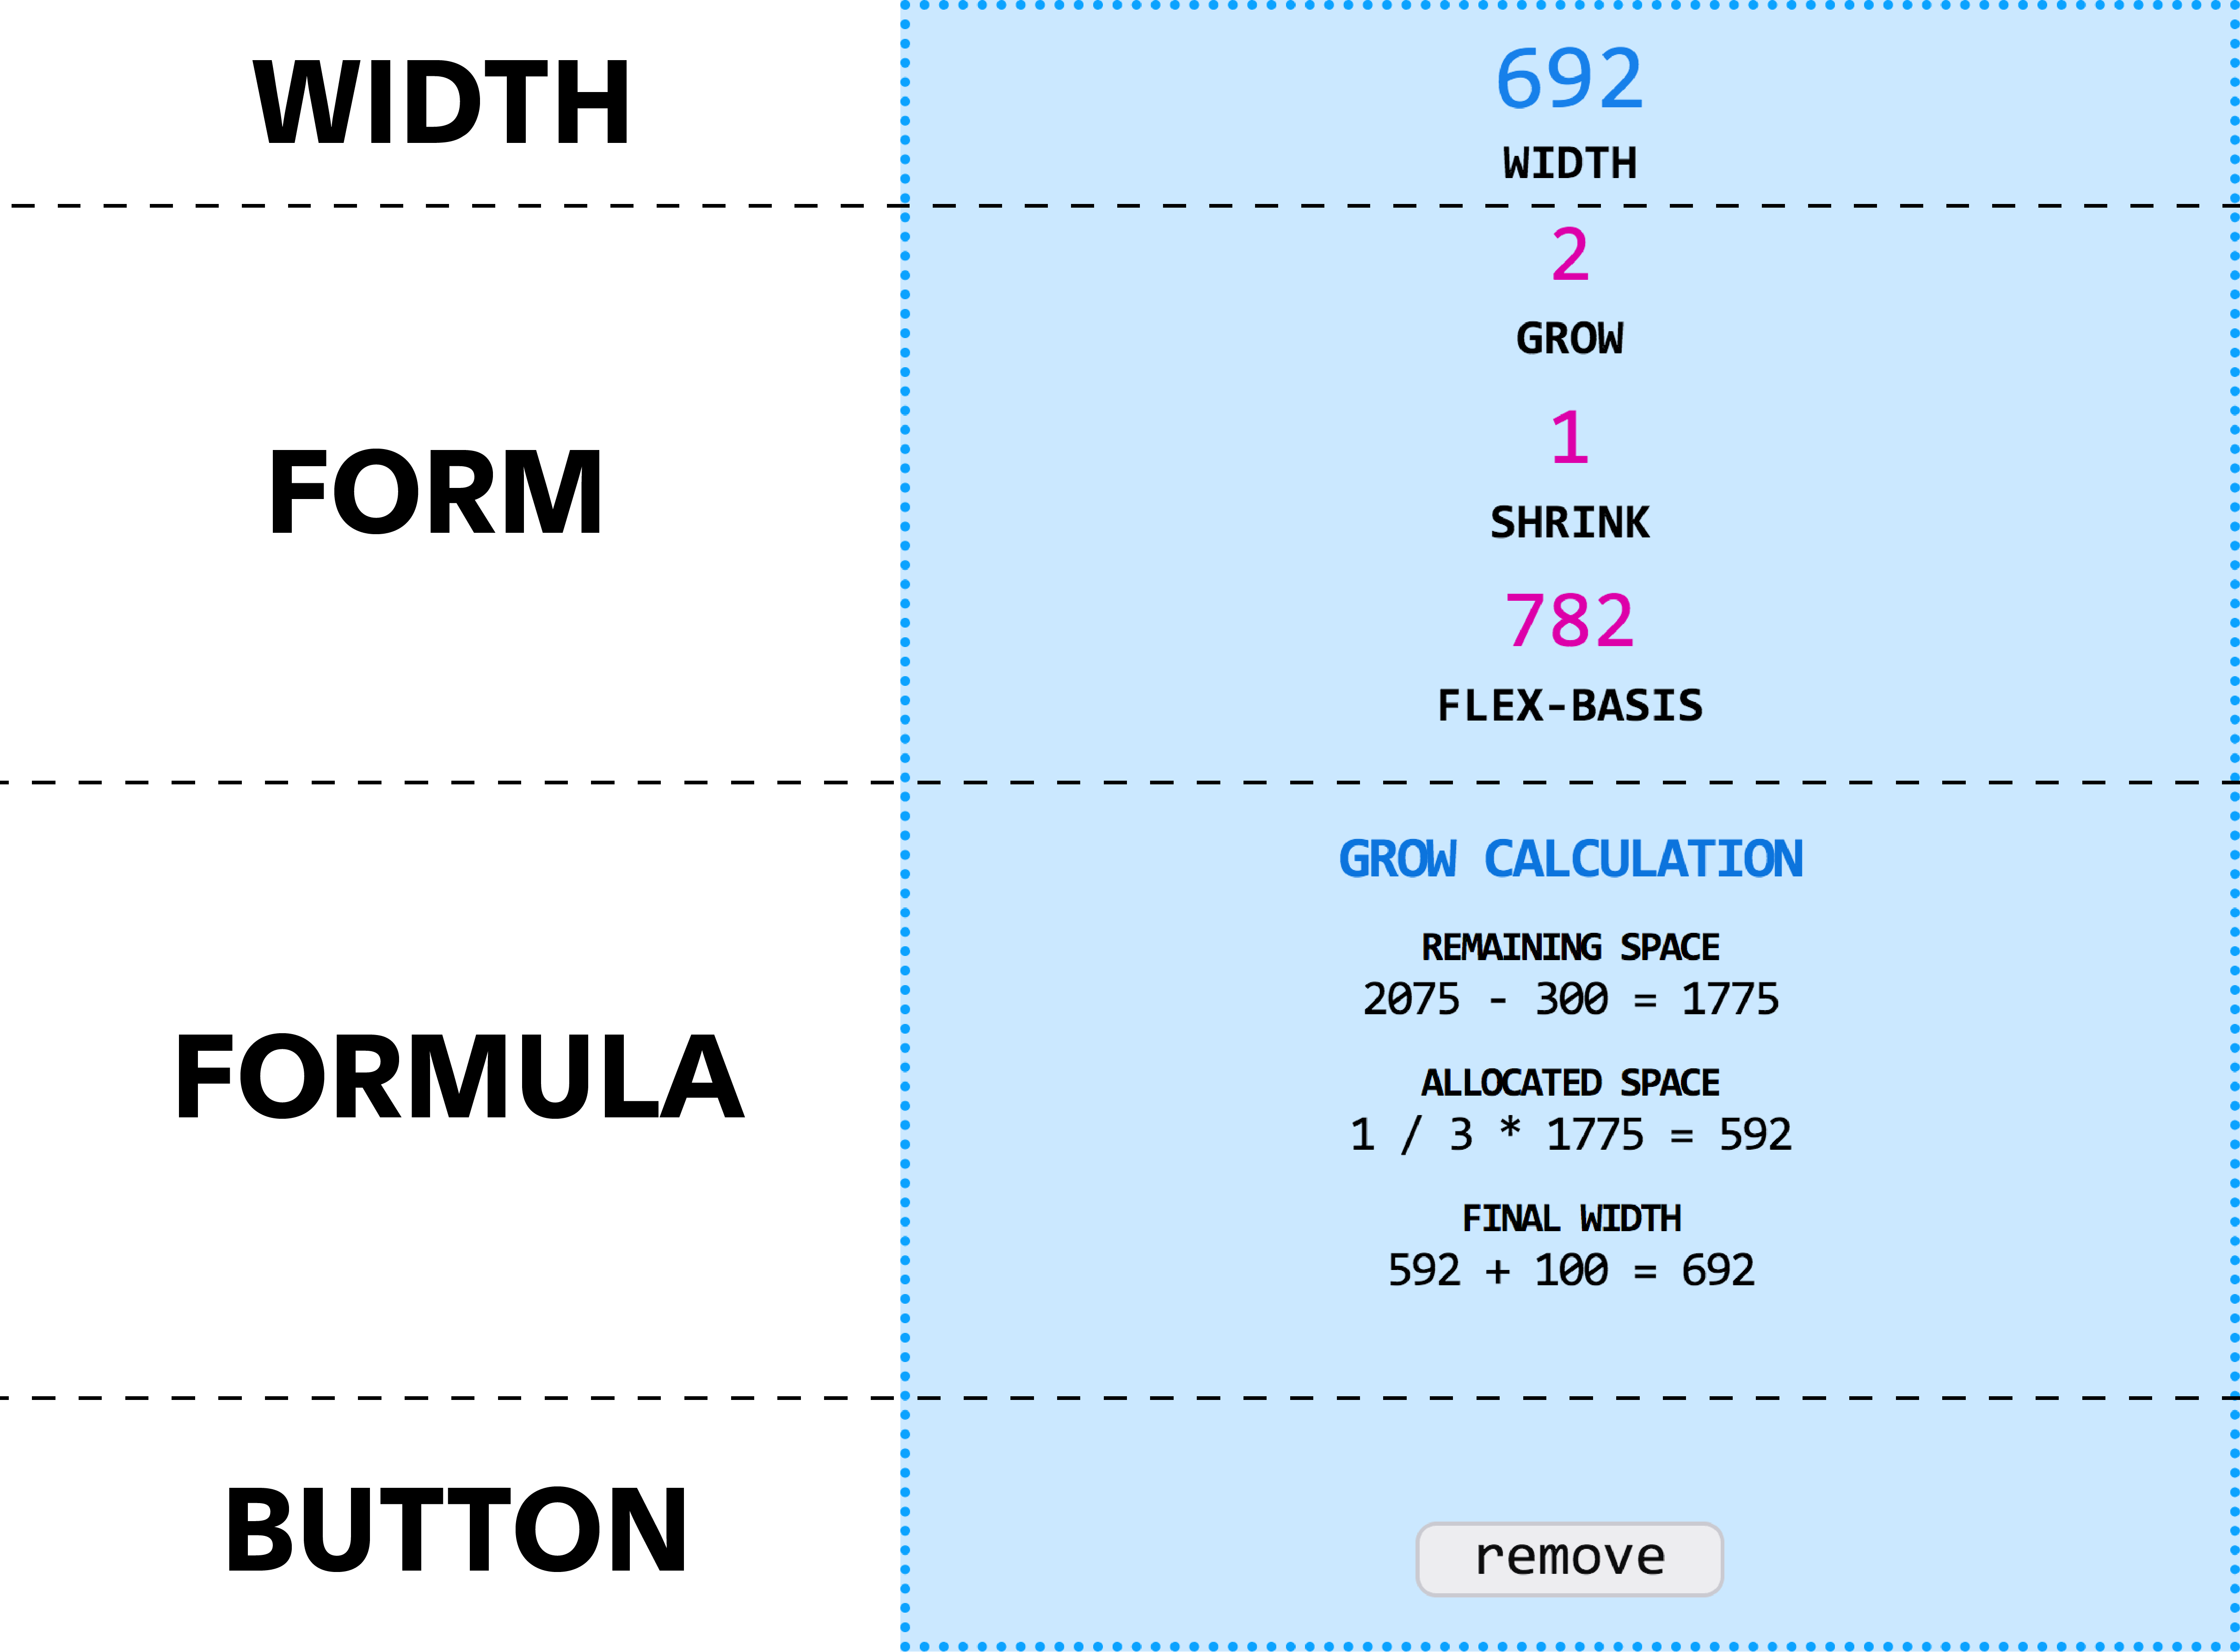 WIDTH
692
WIDTH
FORM
2
GROW
1
SHRINK
782
FLEX-BASIS
FORMULA
GROW CALCULATION
REMAINING SPACE
2075 - 300 = 1775
ALLOCATED SPACE
1 / 3 * 1775 = 592
FINAL WIDTH
592 + 100 = 692
BUTTON
remove